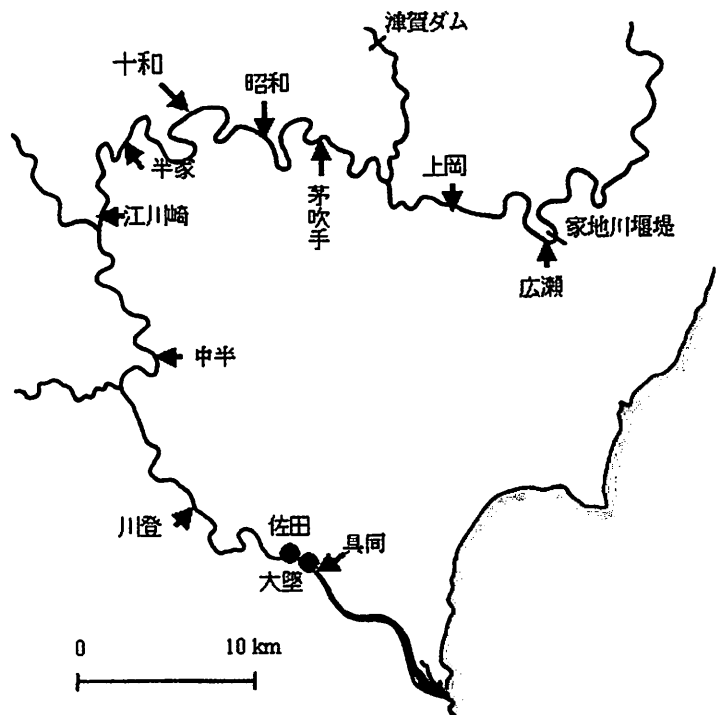 津賀ダム
十和
昭和
半家
茅吹手
上岡
江川崎
家地川堰堤
広瀬
中半
川登
佐田
具同
大墜
0 10 km